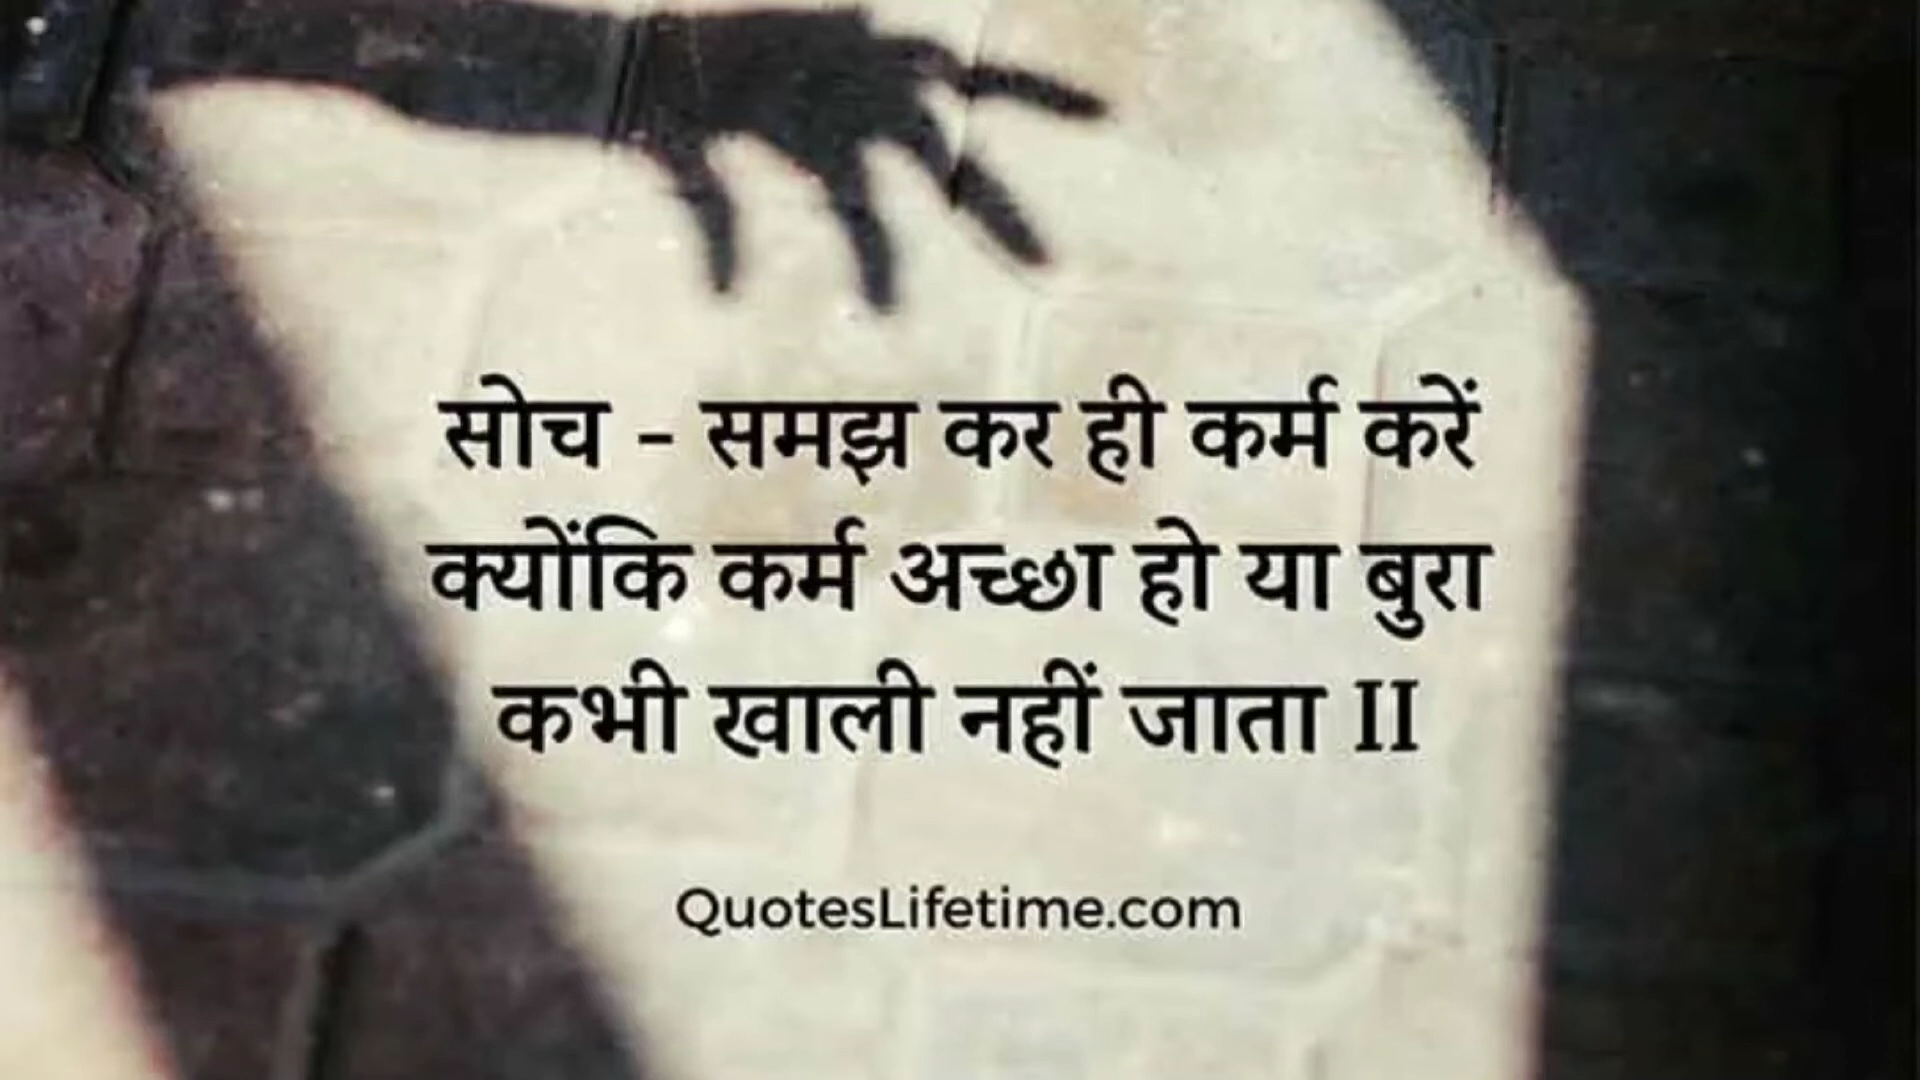 सोच - समझ कर ही कर्म करें
क्योंकि कर्म अच्छा हो या बुरा
कभी खाली नहीं जाता II
QuotesLifetime.com